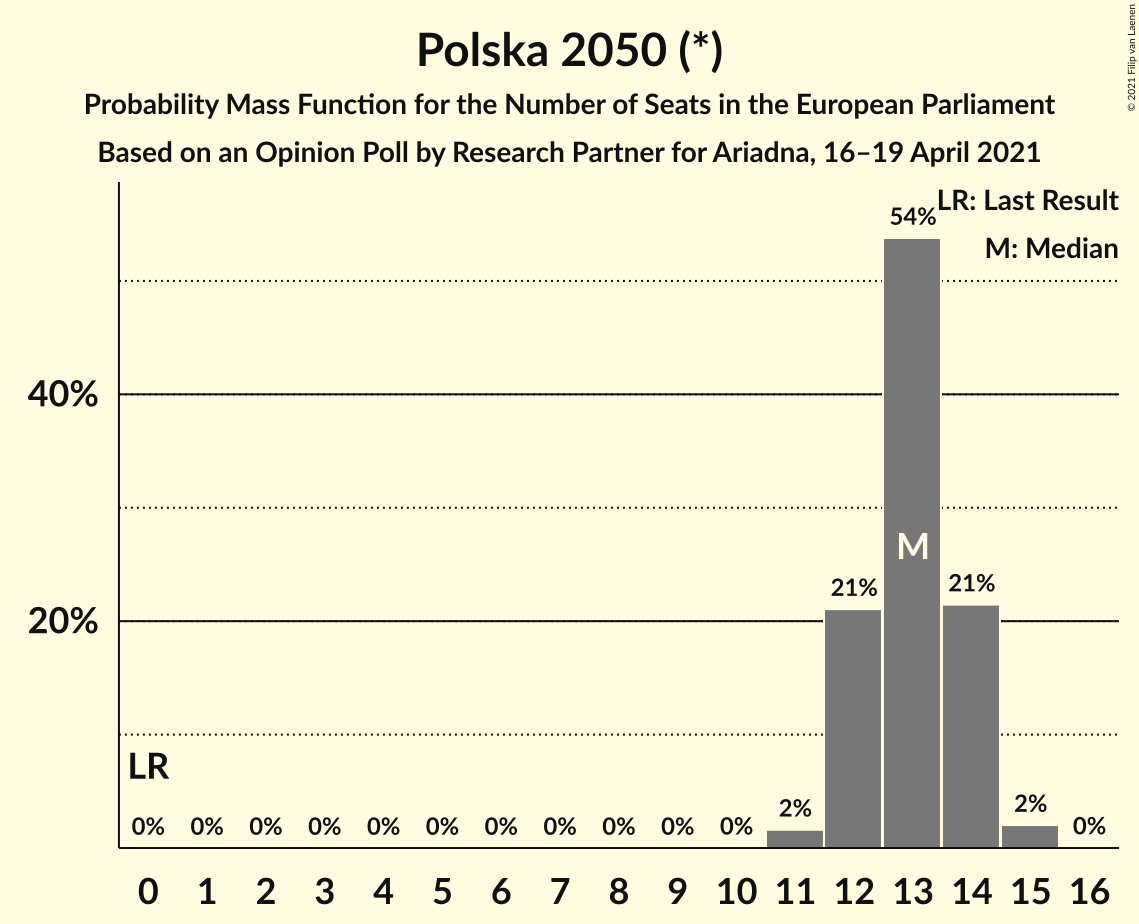 Polska 2050 (*)
Probability Mass Function for the Number of Seats in the European Parliament
Based on an Opinion Poll by Research Partner for Ariadna, 16–19 April 2021
© 2021 Filip van Laenen
LR: Last Result
M: Median
54%
40%
M
21%
21%
20%
LR
0% 0% 0% 0% 0% 0% 0% 0% 0% 0% 0% 2% 2% 0%
0 1 2 3 4 5 6 7 8 9 10 11 12 13 14 15 16